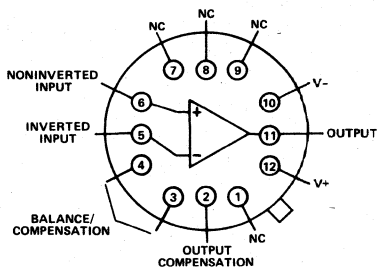 NC
NC
NC
7
8
9
NONINVERTED
INPUT
6
+
10
V−
INVERTED
INPUT
5
−
11
OUTPUT
4
12
V+
3
2
1
BALANCE/
COMPENSATION
NC
OUTPUT
COMPENSATION